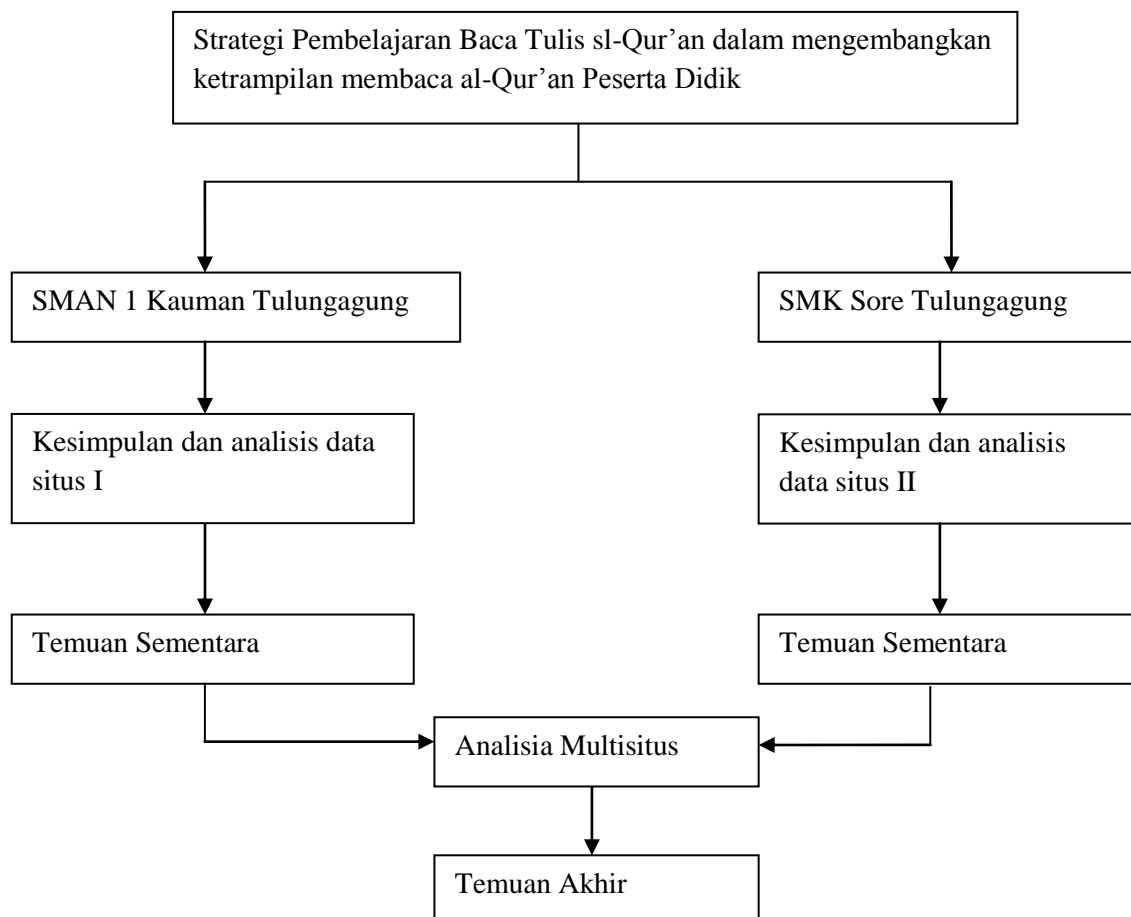 Strategi Pembelajaran Baca Tulis sl-Qur’an dalam mengembangkan
ketrampilan membaca al-Qur’an Peserta Didik
SMAN 1 Kauman Tulungagung
SMK Sore Tulungagung
Kesimpulan dan analisis data
situs I
Kesimpulan dan analisis
data situs II
Temuan Sementara
Temuan Sementara
Analisia Multisitus
Temuan Akhir